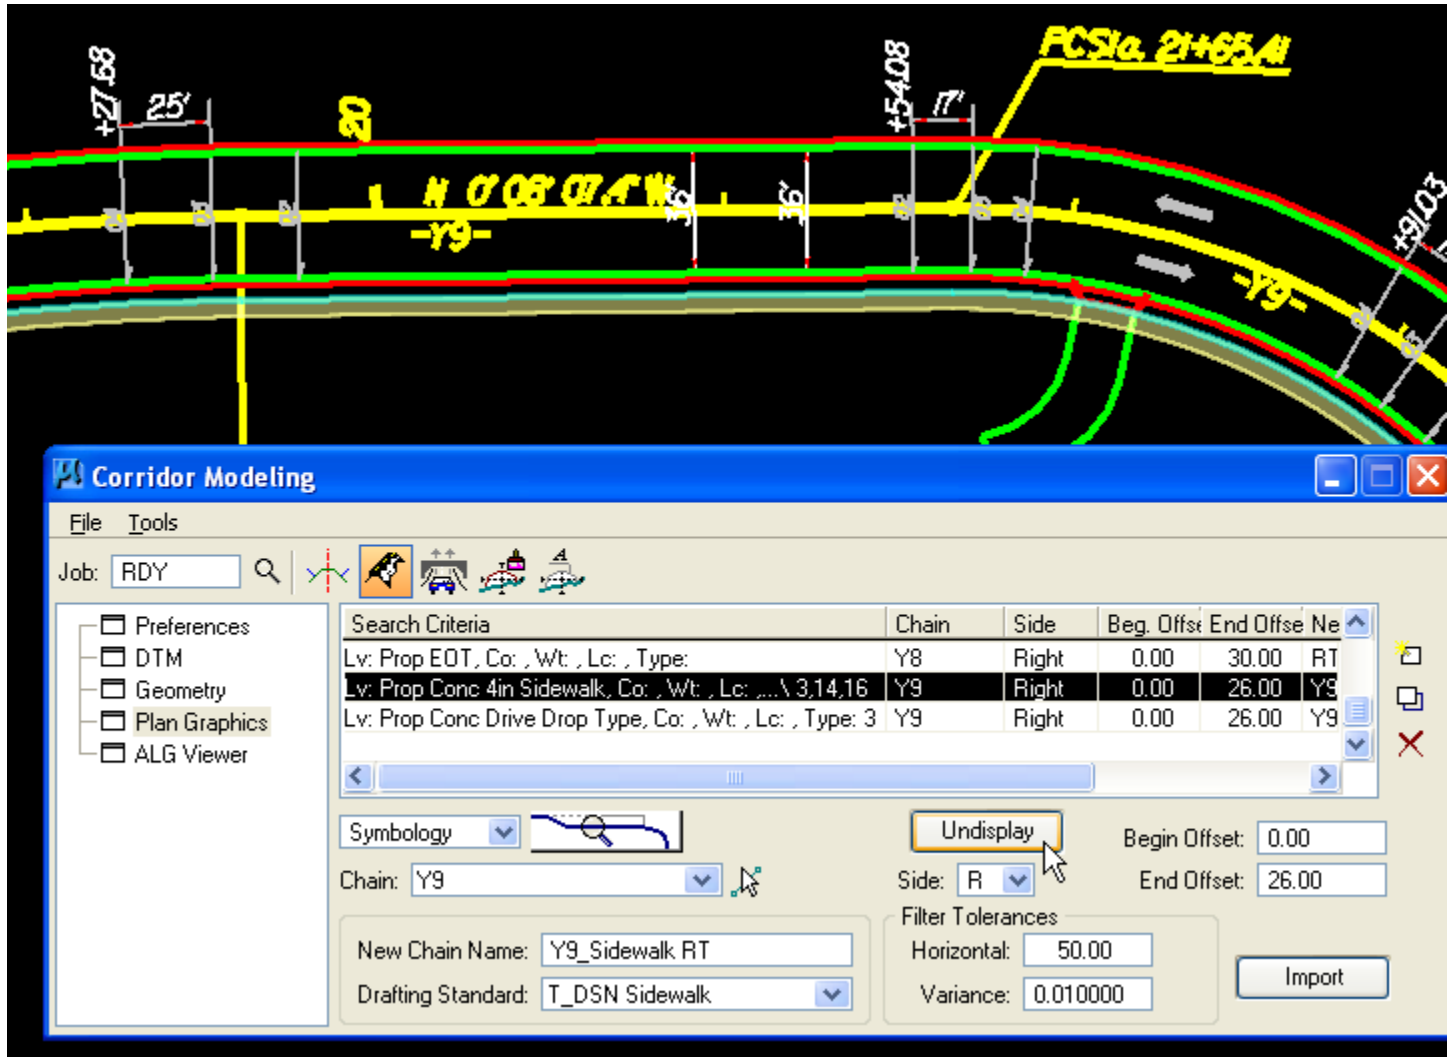 +27.68
25'
20
+54.08
17'
PCSta. 21+65.41
N 0° 06' 07.4" W
-Y9-
36'
36'
-Y9-
+91.03
Corridor Modeling
File Tools
Job: RDY
Preferences
DTM
Geometry
Plan Graphics
ALG Viewer
Search Criteria Chain Side Beg. Offse End Offse Ne
Lv: Prop EOT, Co: , Wt: , Lc: , Type: Y8 Right 0.00 30.00 RT
Lv: Prop Conc 4in Sidewalk, Co: , Wt: , Lc: ,...\ 3,14,16 Y9 Right 0.00 26.00 Y9
Lv: Prop Conc Drive Drop Type, Co: , Wt: , Lc: , Type: 3 Y9 Right 0.00 26.00 Y9
Symbology Undisplay Begin Offset: 0.00
Chain: Y9 Side: R End Offset: 26.00
New Chain Name: Y9_Sidewalk RT
Drafting Standard: T_DSN Sidewalk
Filter Tolerances
Horizontal: 50.00
Variance: 0.010000
Import